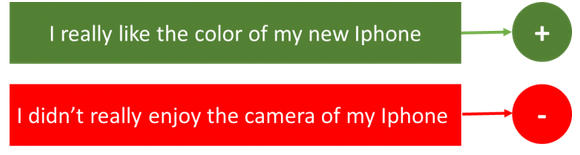 I really like the color of my new Iphone
+
I didn’t really enjoy the camera of my Iphone
-